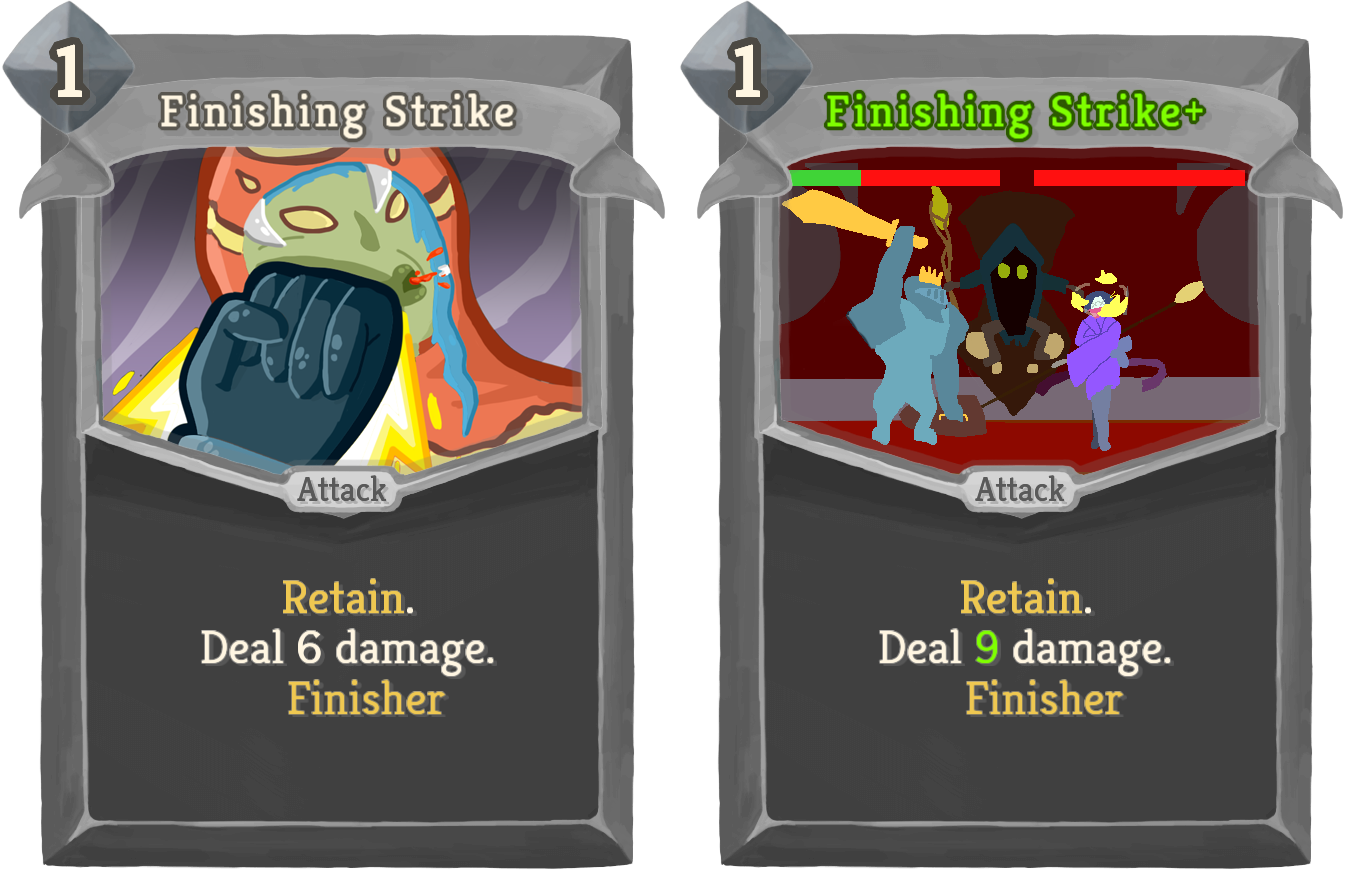 1
Finishing Strike
Attack
Retain.
Deal 6 damage.
Finisher
1
Finishing Strike+
Attack
Retain.
Deal 9 damage.
Finisher